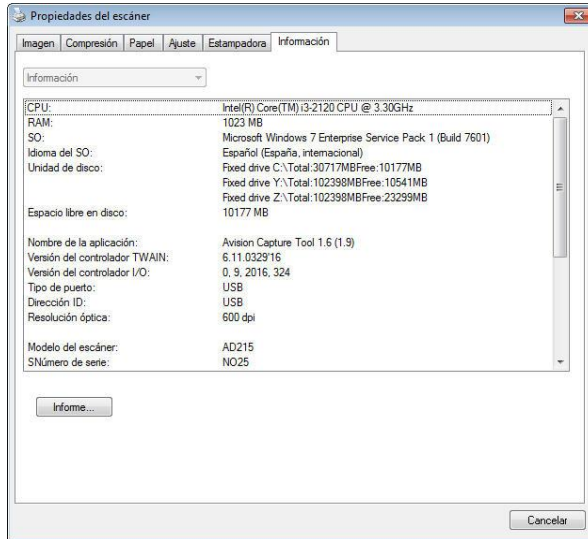 Propiedades del escáner
Imagen Compresión Papel Ajuste Estampadora Información
Información
CPU: Intel(R) Core(TM) i3-2120 CPU @ 3.30GHz
RAM: 1023 MB
SO: Microsoft Windows 7 Enterprise Service Pack 1 (Build 7601)
Idioma del SO: Español (España, internacional)
Unidad de disco: Fixed drive C:\Total:30717MBFree:10177MB
Fixed drive Y:\Total:102398MBFree:10541MB
Fixed drive Z:\Total:102398MBFree:23299MB
Espacio libre en disco: 10177 MB
Nombre de la aplicación: Avision Capture Tool 1.6 (1.9)
Versión del controlador TWAIN: 6.11.0329'16
Versión del controlador I/O: 0, 9, 2016, 324
Tipo de puerto: USB
Dirección ID: USB
Resolución óptica: 600 dpi
Modelo del escáner: AD215
SNúmero de serie: NO25
Informe...
Cancelar